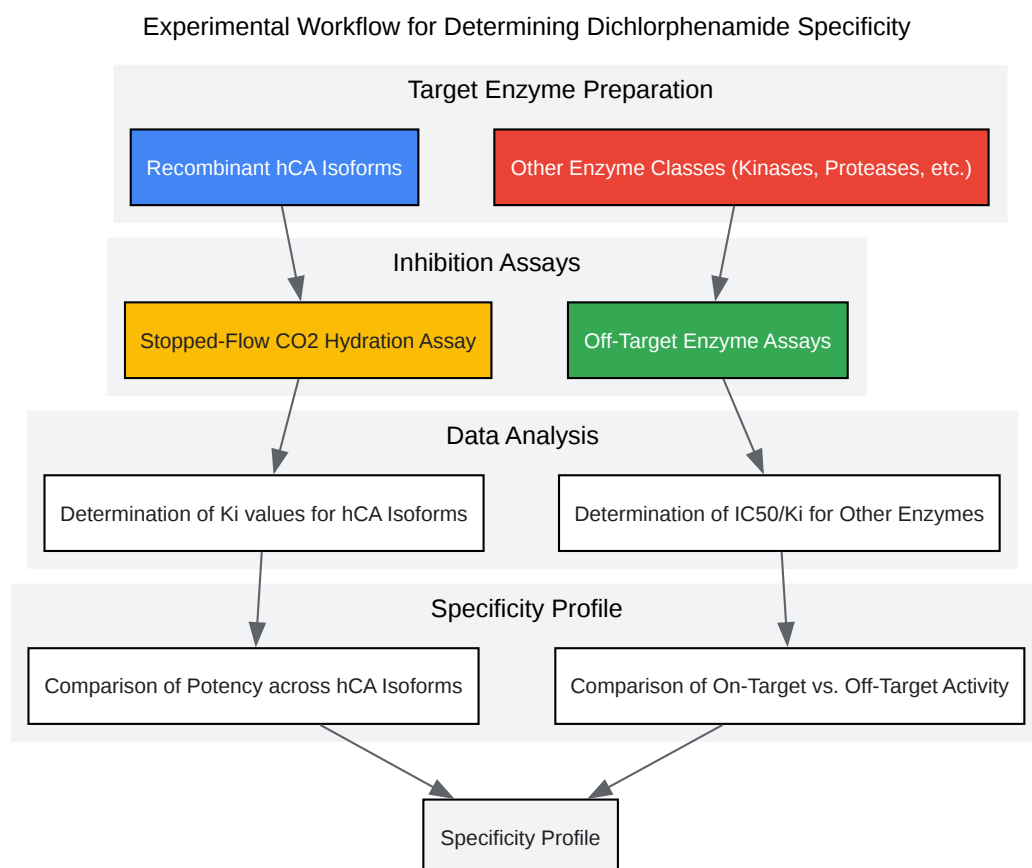 Experimental Workflow for Determining Dichlorphenamide Specificity
Target Enzyme Preparation
Recombinant hCA Isoforms
Other Enzyme Classes (Kinases, Proteases, etc.)
Inhibition Assays
Stopped-Flow CO2 Hydration Assay
Off-Target Enzyme Assays
Data Analysis
Determination of Ki values for hCA Isoforms
Determination of IC50/Ki for Other Enzymes
Specificity Profile
Comparison of Potency across hCA Isoforms
Comparison of On-Target vs. Off-Target Activity
Specificity Profile